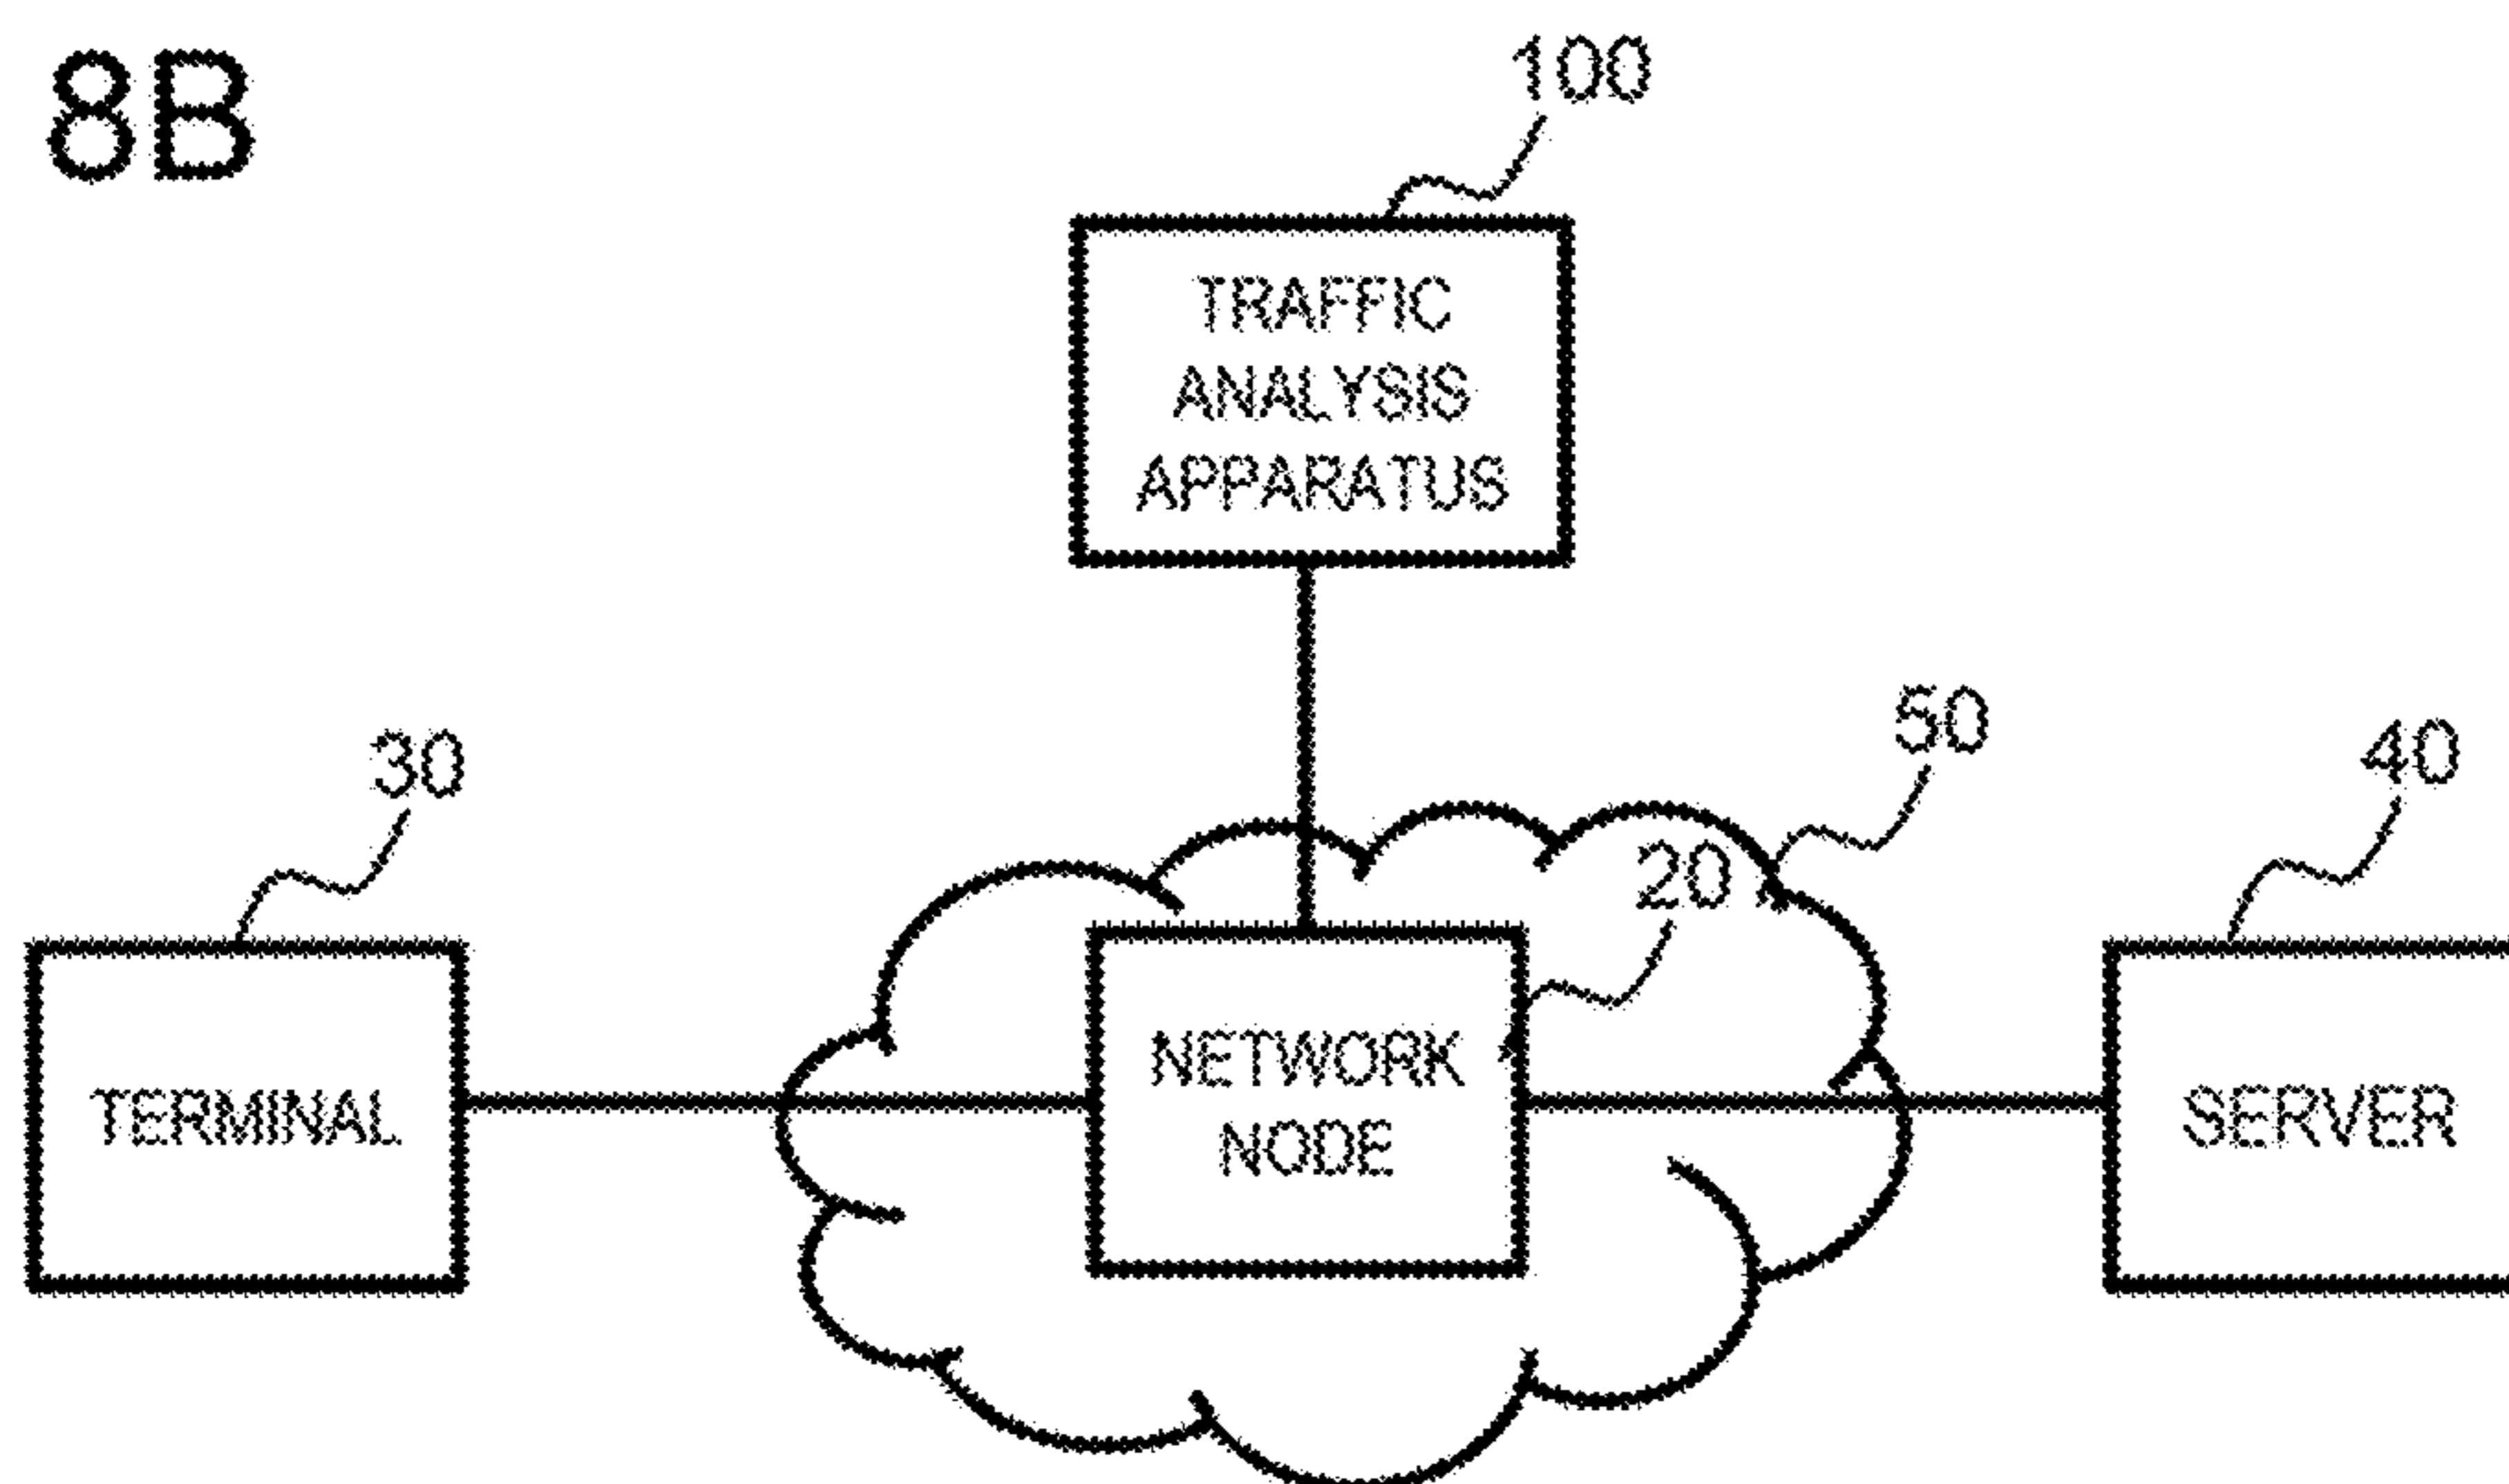 8B
100
TRAFFIC
ANALYSIS
APPARATUS
50
40
30
20
NETWORK
NODE
TERMINAL
SERVER